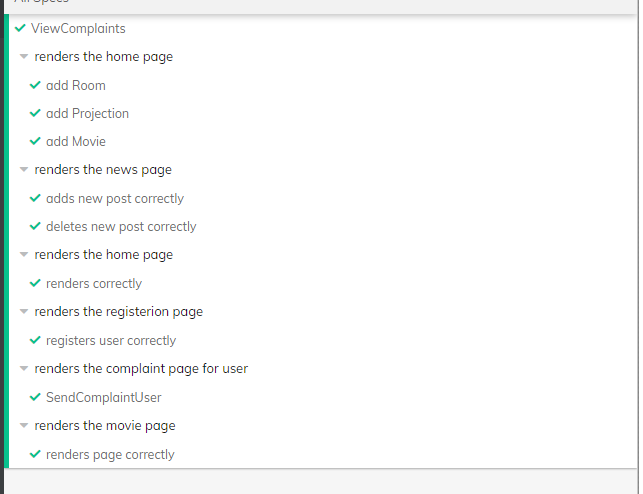 All Specs
ViewComplaints
renders the home page
add Room
add Projection
add Movie
renders the news page
adds new post correctly
deletes new post correctly
renders the home page
renders correctly
renders the registerion page
registers user correctly
renders the complaint page for user
SendComplaintUser
renders the movie page
renders page correctly